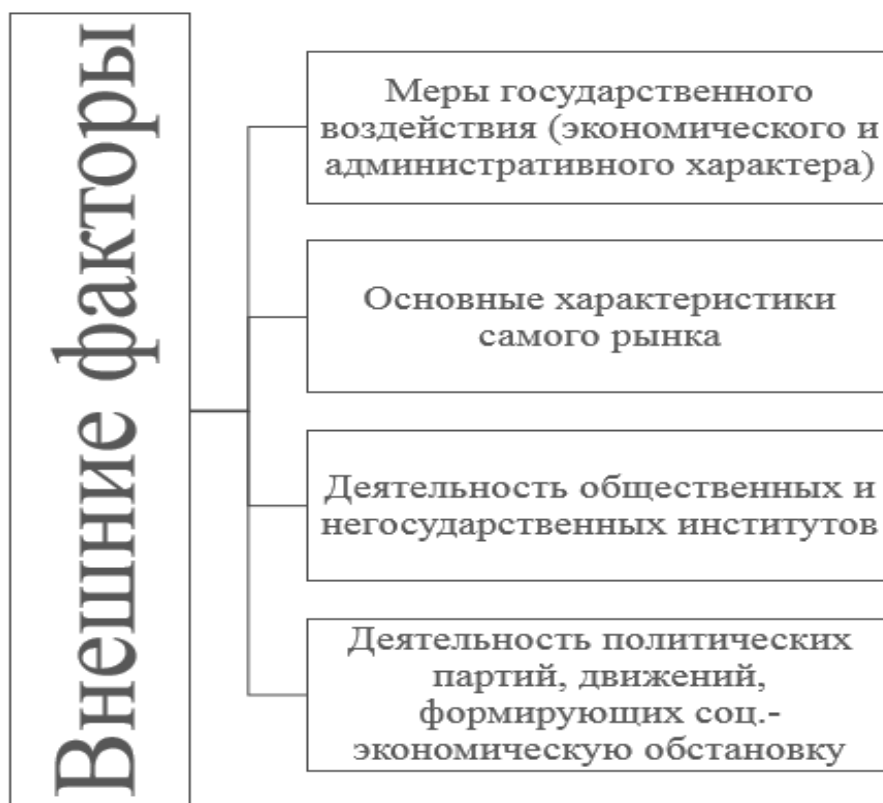 Внешние факторы
Меры государственного
воздействия (экономического и
административного характера)
Основные характеристики
самого рынка
Деятельность общественных и
негосударственных институтов
Деятельность политических
партий, движений,
формирующих соц.-
экономическую обстановку